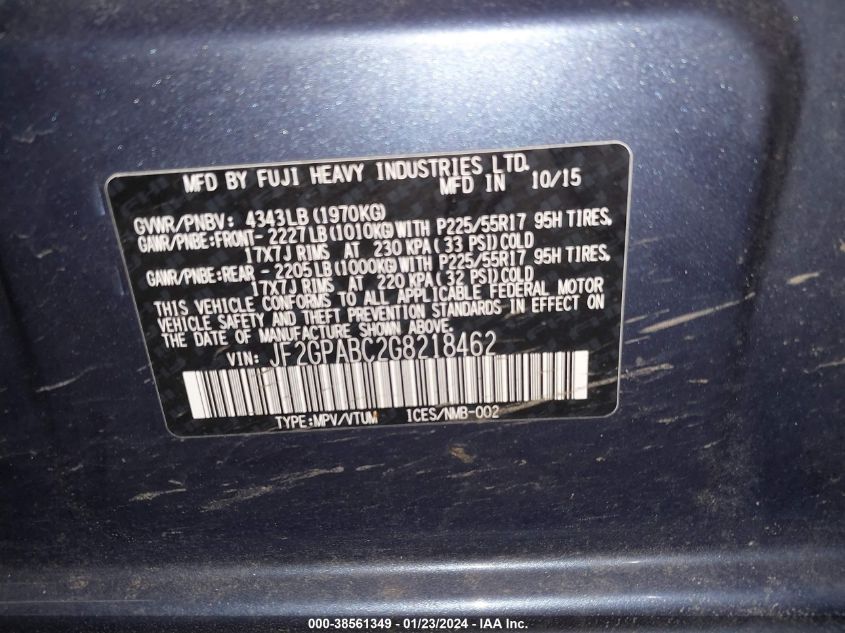 MFD BY FUJI HEAVY INDUSTRIES LTD.
MFD IN 10/15
GVWR/PNBV: 4343LB (1970KG)
GAWR/PNBE:FRONT- 2227LB (1010KG) WITH P225/55R17 95H TIRES,
17X7J RIMS AT 230 KPA ( 33 PSI) COLD
GAWR/PNBE:REAR - 2205LB (1000KG) WITH P225/55R17 95H TIRES,
17X7J RIMS AT 220 KPA ( 32 PSI) COLD
THIS VEHICLE CONFORMS TO ALL APPLICABLE FEDERAL MOTOR
VEHICLE SAFETY AND THEFT PREVENTION STANDARDS IN EFFECT ON
THE DATE OF MANUFACTURE SHOWN ABOVE.
VIN: JF2GPABC2G8218462
TYPE:MPV/VTUM ICES/NMB-002
000-38561349 - 01/23/2024 - IAA Inc.